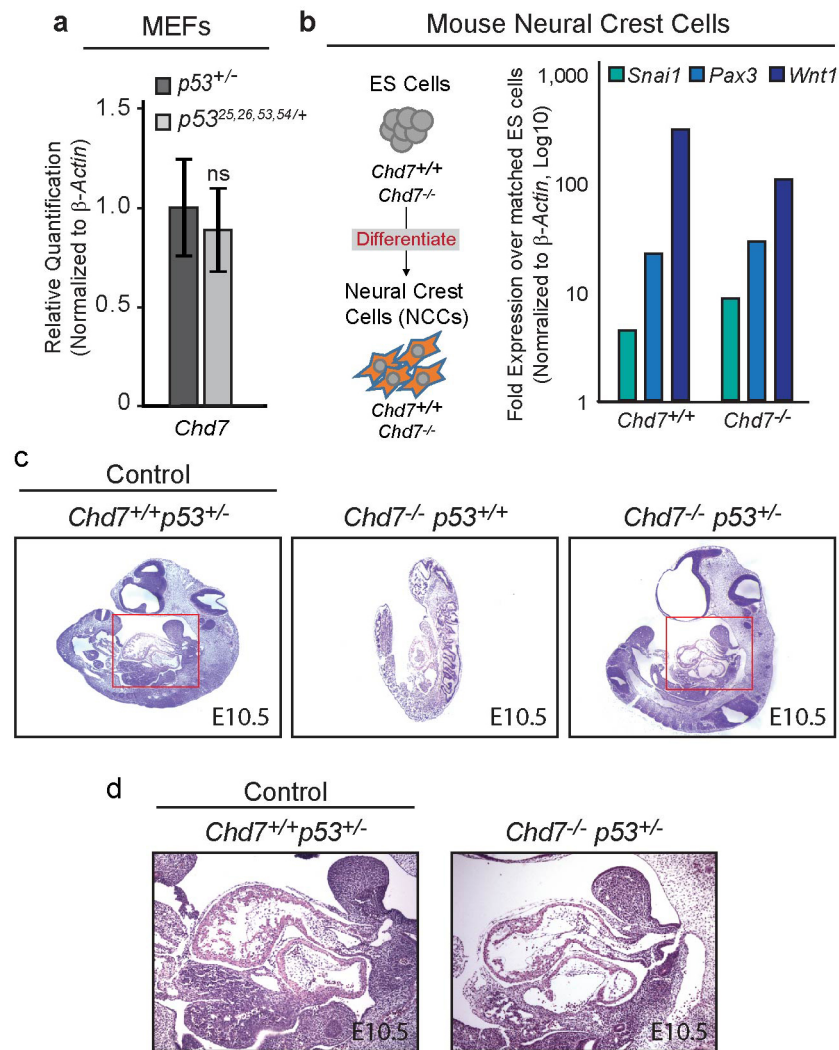 a
MEFs
p53+/-
p5325,26,53,54/+
Relative Quantification
(Normalized to β-Actin)
1.5
1.0
0.5
0
ns
Chd7
b
Mouse Neural Crest Cells
ES Cells
Chd7+/+
Chd7-/-
Differentiate
Neural Crest
Cells (NCCs)
Chd7+/+
Chd7-/-
Fold Expression over matched ES cells
(Nomralized to β-Actin, Log10)
1,000
100
10
1
Snai1 Pax3 Wnt1
Chd7+/+ Chd7-/-
c
Control
Chd7+/+p53+/- Chd7-/- p53+/+ Chd7-/- p53+/-
E10.5 E10.5 E10.5
d
Control
Chd7+/+p53+/- Chd7-/- p53+/-
E10.5 E10.5